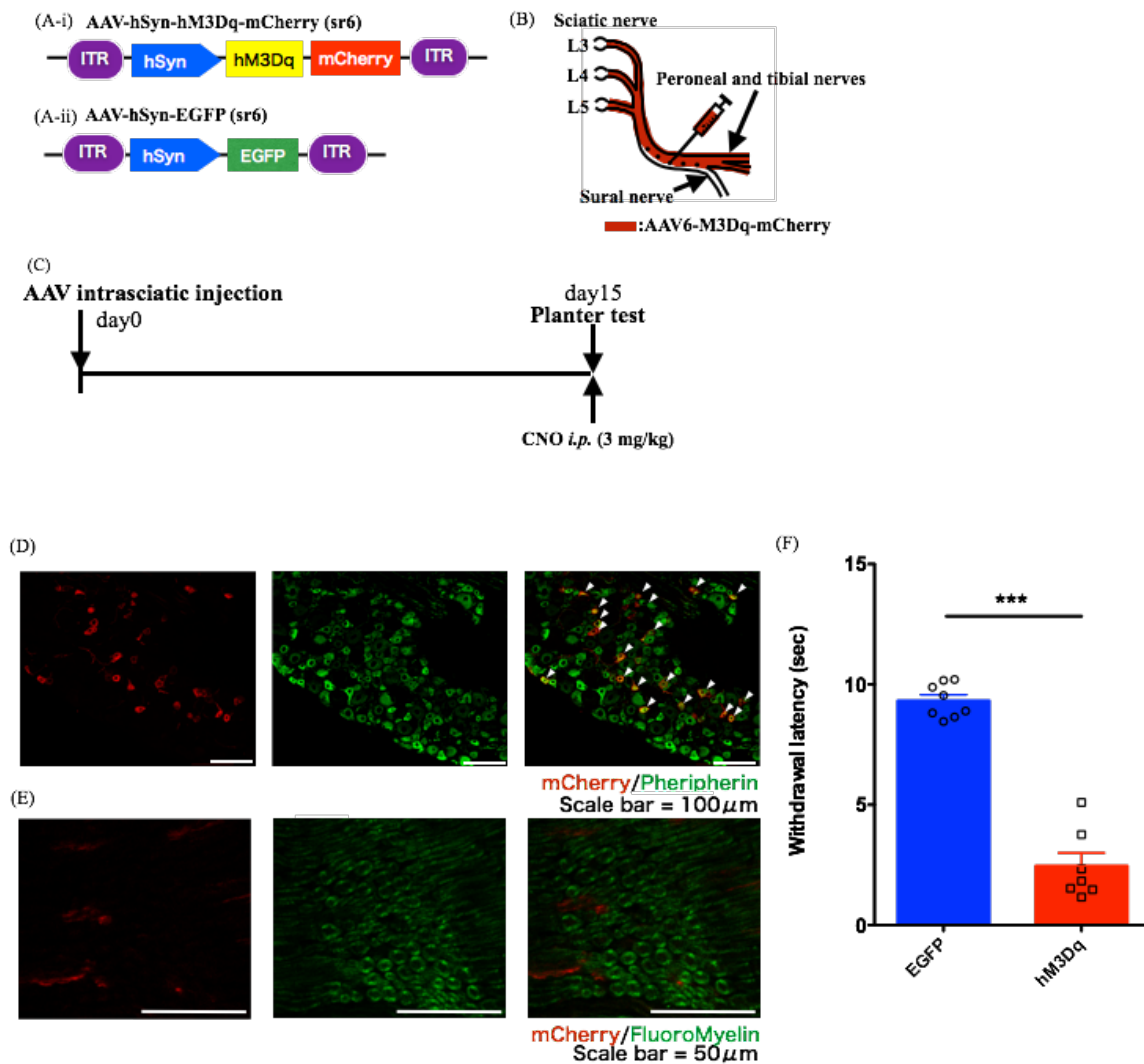 (A-i) AAV-hSyn-hM3Dq-mCherry (sr6)
ITR hSyn hM3Dq mCherry ITR
(A-ii) AAV-hSyn-EGFP (sr6)
ITR hSyn EGFP ITR
(B) Sciatic nerve
L3
L4
L5
Peroneal and tibial nerves
Sural nerve
:AAV6-M3Dq-mCherry
(C)
AAV intrasciatic injection
day0
day15
Planter test
CNO i.p. (3 mg/kg)
(D)
mCherry/Pheripherin
Scale bar = 100μm
(E)
mCherry/FluoroMyelin
Scale bar = 50μm
(F)
Withdrawal latency (sec)
15
10
5
0
***
EGFP
hM3Dq